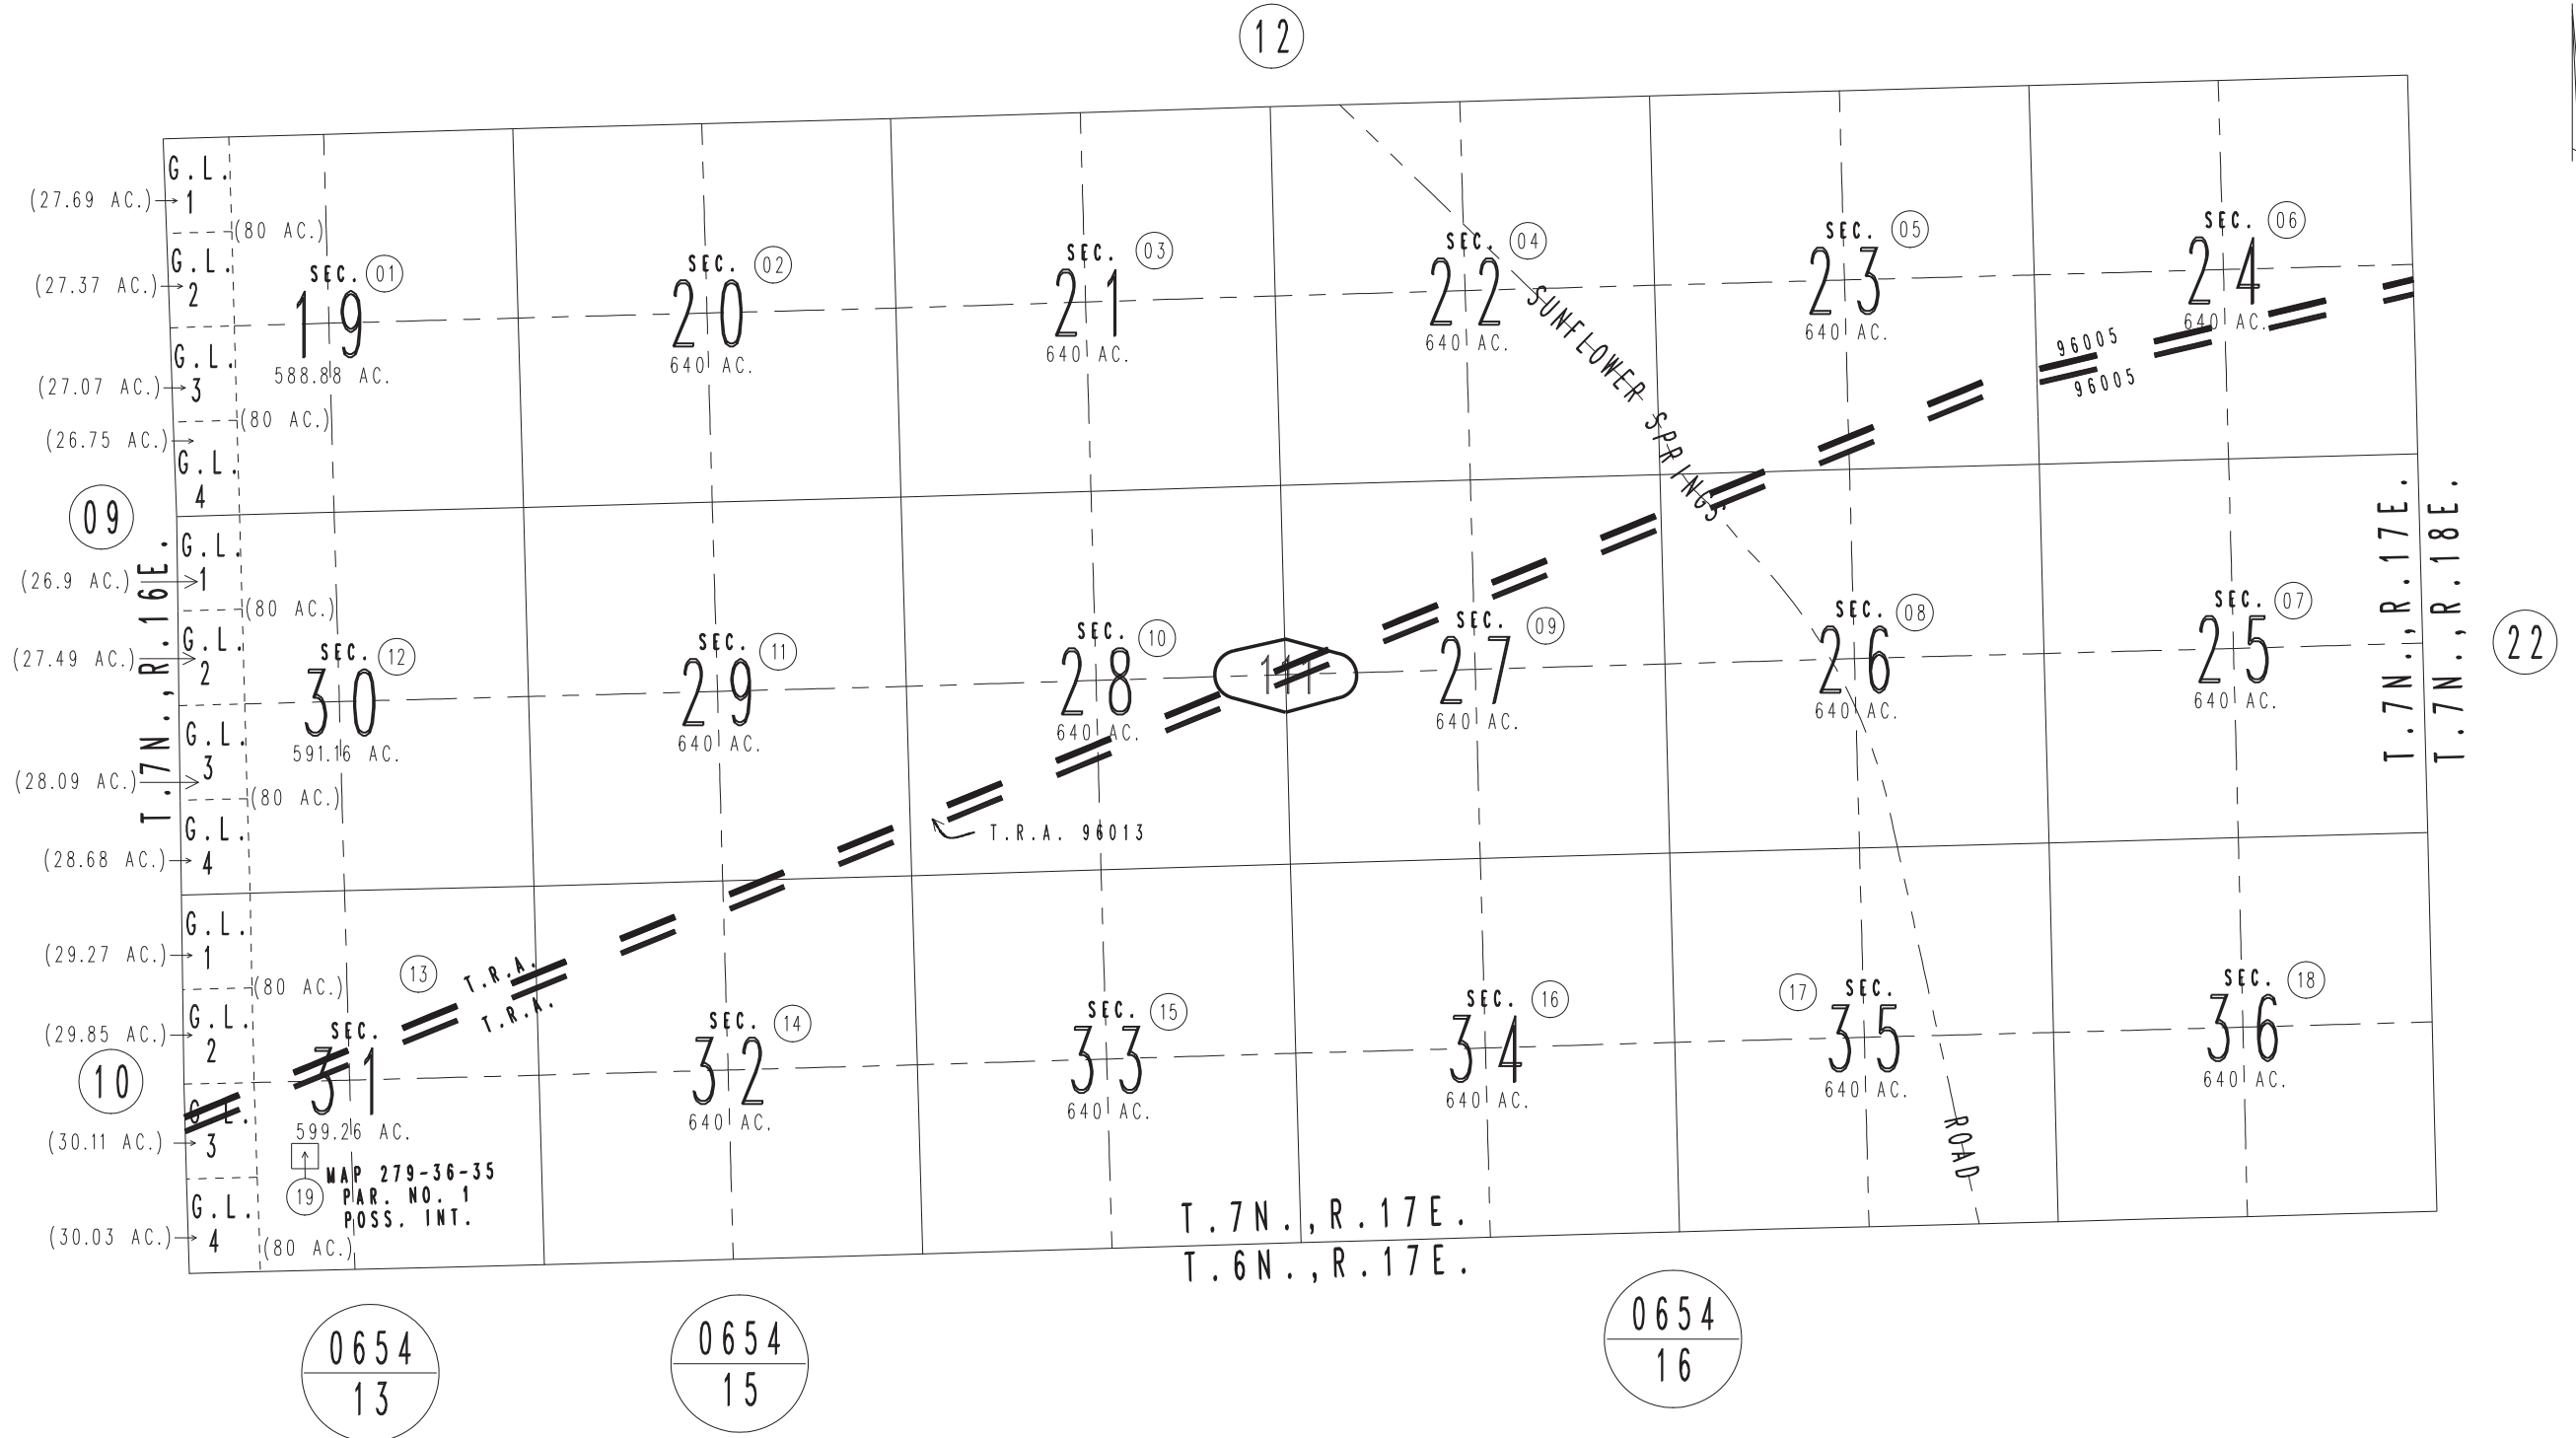 12
G.L.
1
(27.69 AC.)
(80 AC.)
G.L.
2
(27.37 AC.)
SEC. 01
19
588.88 AC.
G.L.
3
(27.07 AC.)
(80 AC.)
(26.75 AC.)
G.L.
4
SEC. 02
20
640 AC.
SEC. 03
21
640 AC.
SEC. 04
22
640 AC.
SEC. 05
23
640 AC.
SEC. 06
24
640 AC.
SUNFLOWER SPRINGS
96005
96005
09
T.7N.,R.16E.
G.L.
1
(26.9 AC.)
(80 AC.)
G.L.
2
(27.49 AC.)
SEC. 12
30
591.16 AC.
G.L.
3
(28.09 AC.)
(80 AC.)
G.L.
4
(28.68 AC.)
SEC. 11
29
640 AC.
SEC. 10
28
640 AC.
T.R.A. 96013
SEC. 09
27
640 AC.
SEC. 08
26
640 AC.
SEC. 07
25
640 AC.
T.7N.,R.17E.
T.7N.,R.18E.
22
G.L.
1
(29.27 AC.)
(80 AC.)
G.L.
2
(29.85 AC.)
13
T.R.A.
T.R.A.
SEC.
31
599.26 AC.
10
G.L.
3
(30.11 AC.)
19
MAP 279-36-35
PAR. NO. 1
POSS. INT.
G.L.
4
(30.03 AC.)
(80 AC.)
SEC. 14
32
640 AC.
SEC. 15
33
640 AC.
SEC. 16
34
640 AC.
17 SEC.
35
640 AC.
SEC. 18
36
640 AC.
ROAD
T.7N.,R.17E.
T.6N.,R.17E.
0654
13
0654
15
0654
16